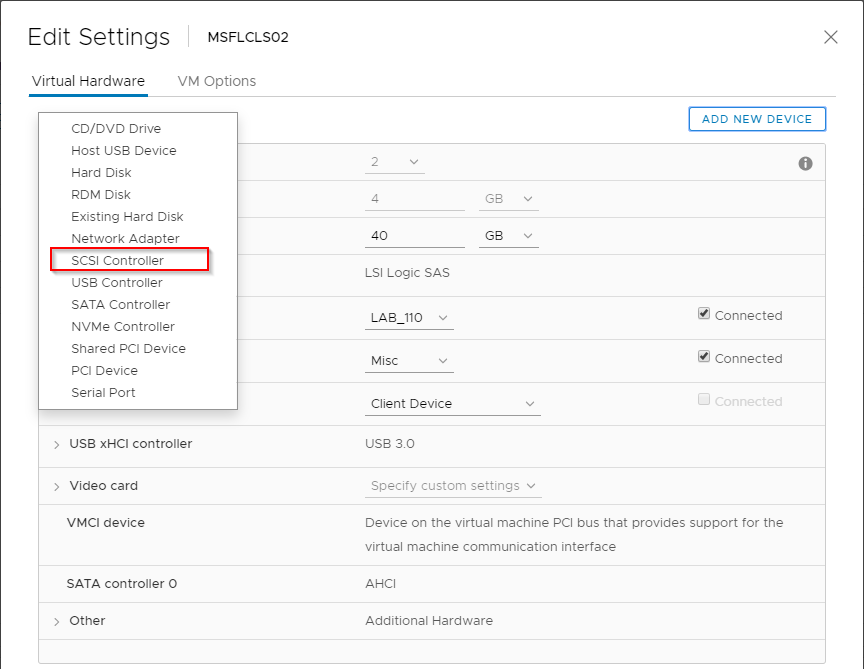 Edit Settings MSFLCLS02
Virtual Hardware VM Options
ADD NEW DEVICE
CD/DVD Drive
Host USB Device
Hard Disk
RDM Disk
Existing Hard Disk
Network Adapter
SCSI Controller
USB Controller
SATA Controller
NVMe Controller
Shared PCI Device
PCI Device
Serial Port
2
4 GB
40 GB
LSI Logic SAS
LAB_110 Connected
Misc Connected
Client Device Connected
USB xHCI controller USB 3.0
Video card Specify custom settings
VMCI device Device on the virtual machine PCI bus that provides support for the
virtual machine communication interface
SATA controller 0 AHCI
Other Additional Hardware